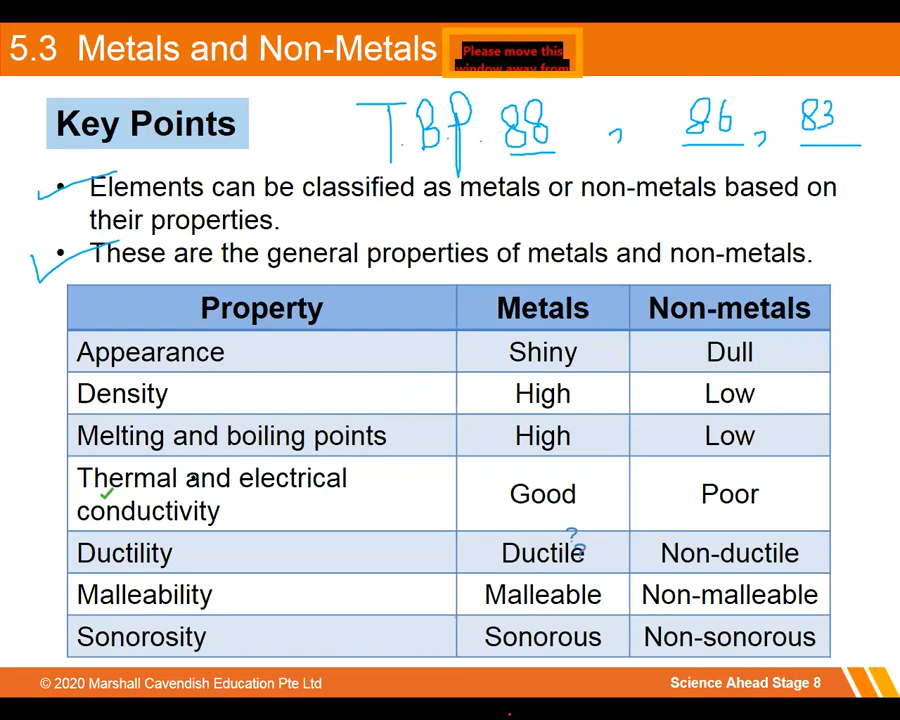 5.3 Metals and Non-Metals
Please move this
window away from
Key Points
T.B.P. 88 , 86 , 83
• Elements can be classified as metals or non-metals based on
their properties.
• These are the general properties of metals and non-metals.
Property Metals Non-metals
Appearance Shiny Dull
Density High Low
Melting and boiling points High Low
Thermal and electrical
conductivity Good Poor
?
?
Ductility Ductile Non-ductile
Malleability Malleable Non-malleable
Sonorosity Sonorous Non-sonorous
© 2020 Marshall Cavendish Education Pte Ltd
Science Ahead Stage 8